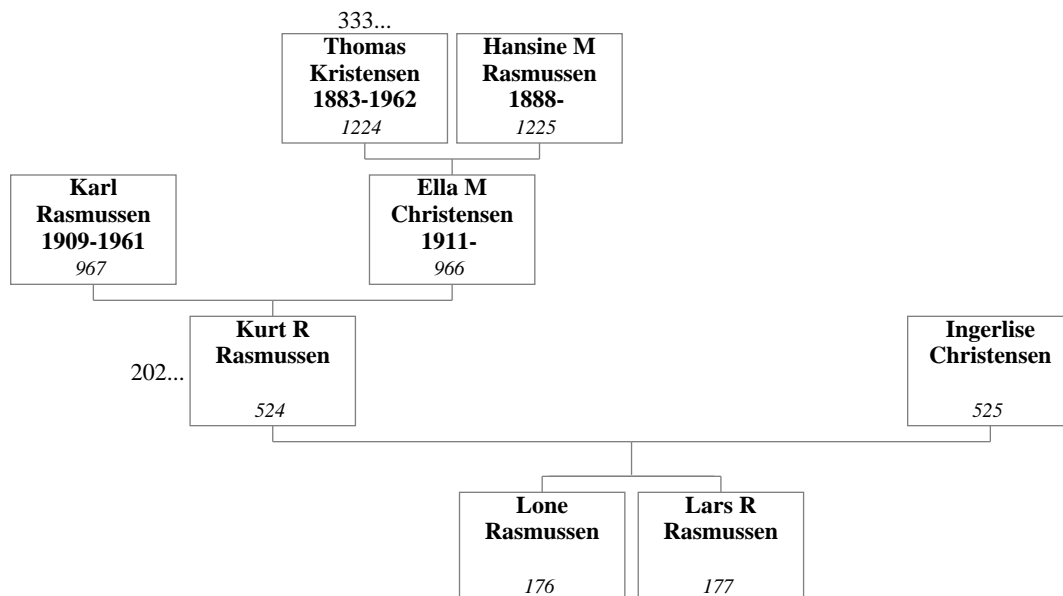 333...
Thomas
Kristensen
1883-1962
1224
Hansine M
Rasmussen
1888-
1225
Karl
Rasmussen
1909-1961
967
Ella M
Christensen
1911-
966
202...
Kurt R
Rasmussen
524
Ingerlise
Christensen
525
Lone
Rasmussen
176
Lars R
Rasmussen
177